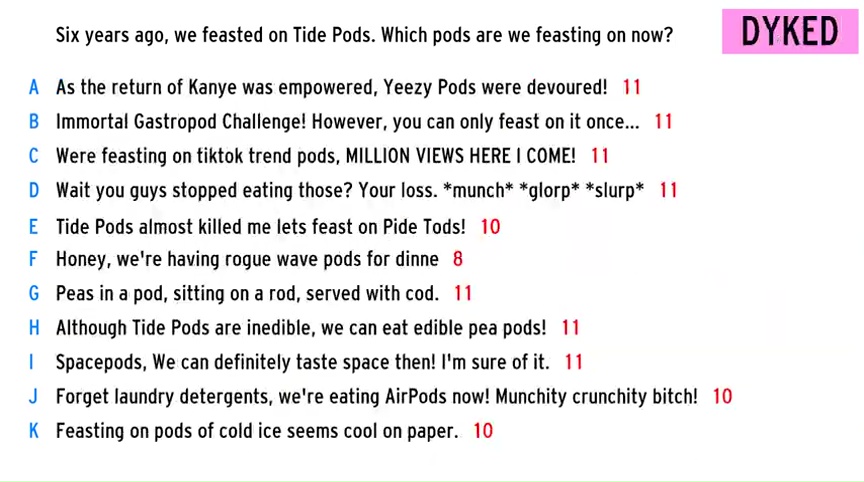 Six years ago, we feasted on Tide Pods. Which pods are we feasting on now?
DYKED
A As the return of Kanye was empowered, Yeezy Pods were devoured! 11
B Immortal Gastropod Challenge! However, you can only feast on it once... 11
C Were feasting on tiktok trend pods, MILLION VIEWS HERE I COME! 11
D Wait you guys stopped eating those? Your loss. *munch* *glorp* *slurp* 11
E Tide Pods almost killed me lets feast on Pide Tods! 10
F Honey, we're having rogue wave pods for dinne 8
G Peas in a pod, sitting on a rod, served with cod. 11
H Although Tide Pods are inedible, we can eat edible pea pods! 11
I Spacepods, We can definitely taste space then! I'm sure of it. 11
J Forget laundry detergents, we're eating AirPods now! Munchity crunchity bitch! 10
K Feasting on pods of cold ice seems cool on paper. 10